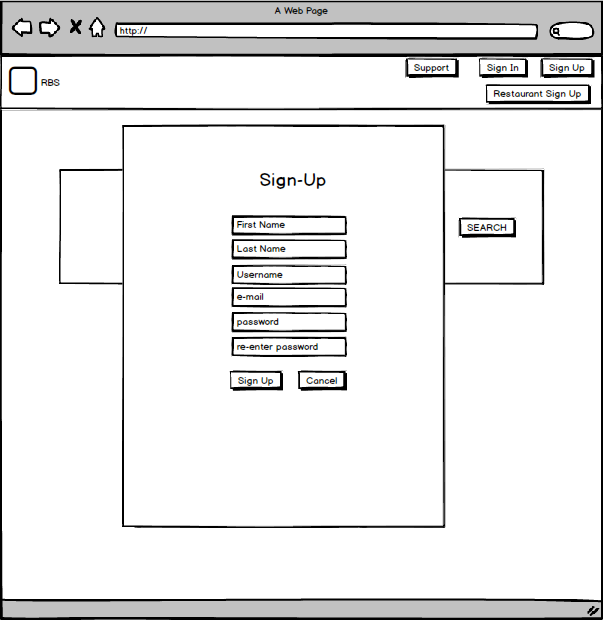 A Web Page
http://
Support
Sign In
Sign Up
RBS
Restaurant Sign Up
Sign-Up
First Name
SEARCH
Last Name
Username
e-mail
password
re-enter password
Sign Up
Cancel